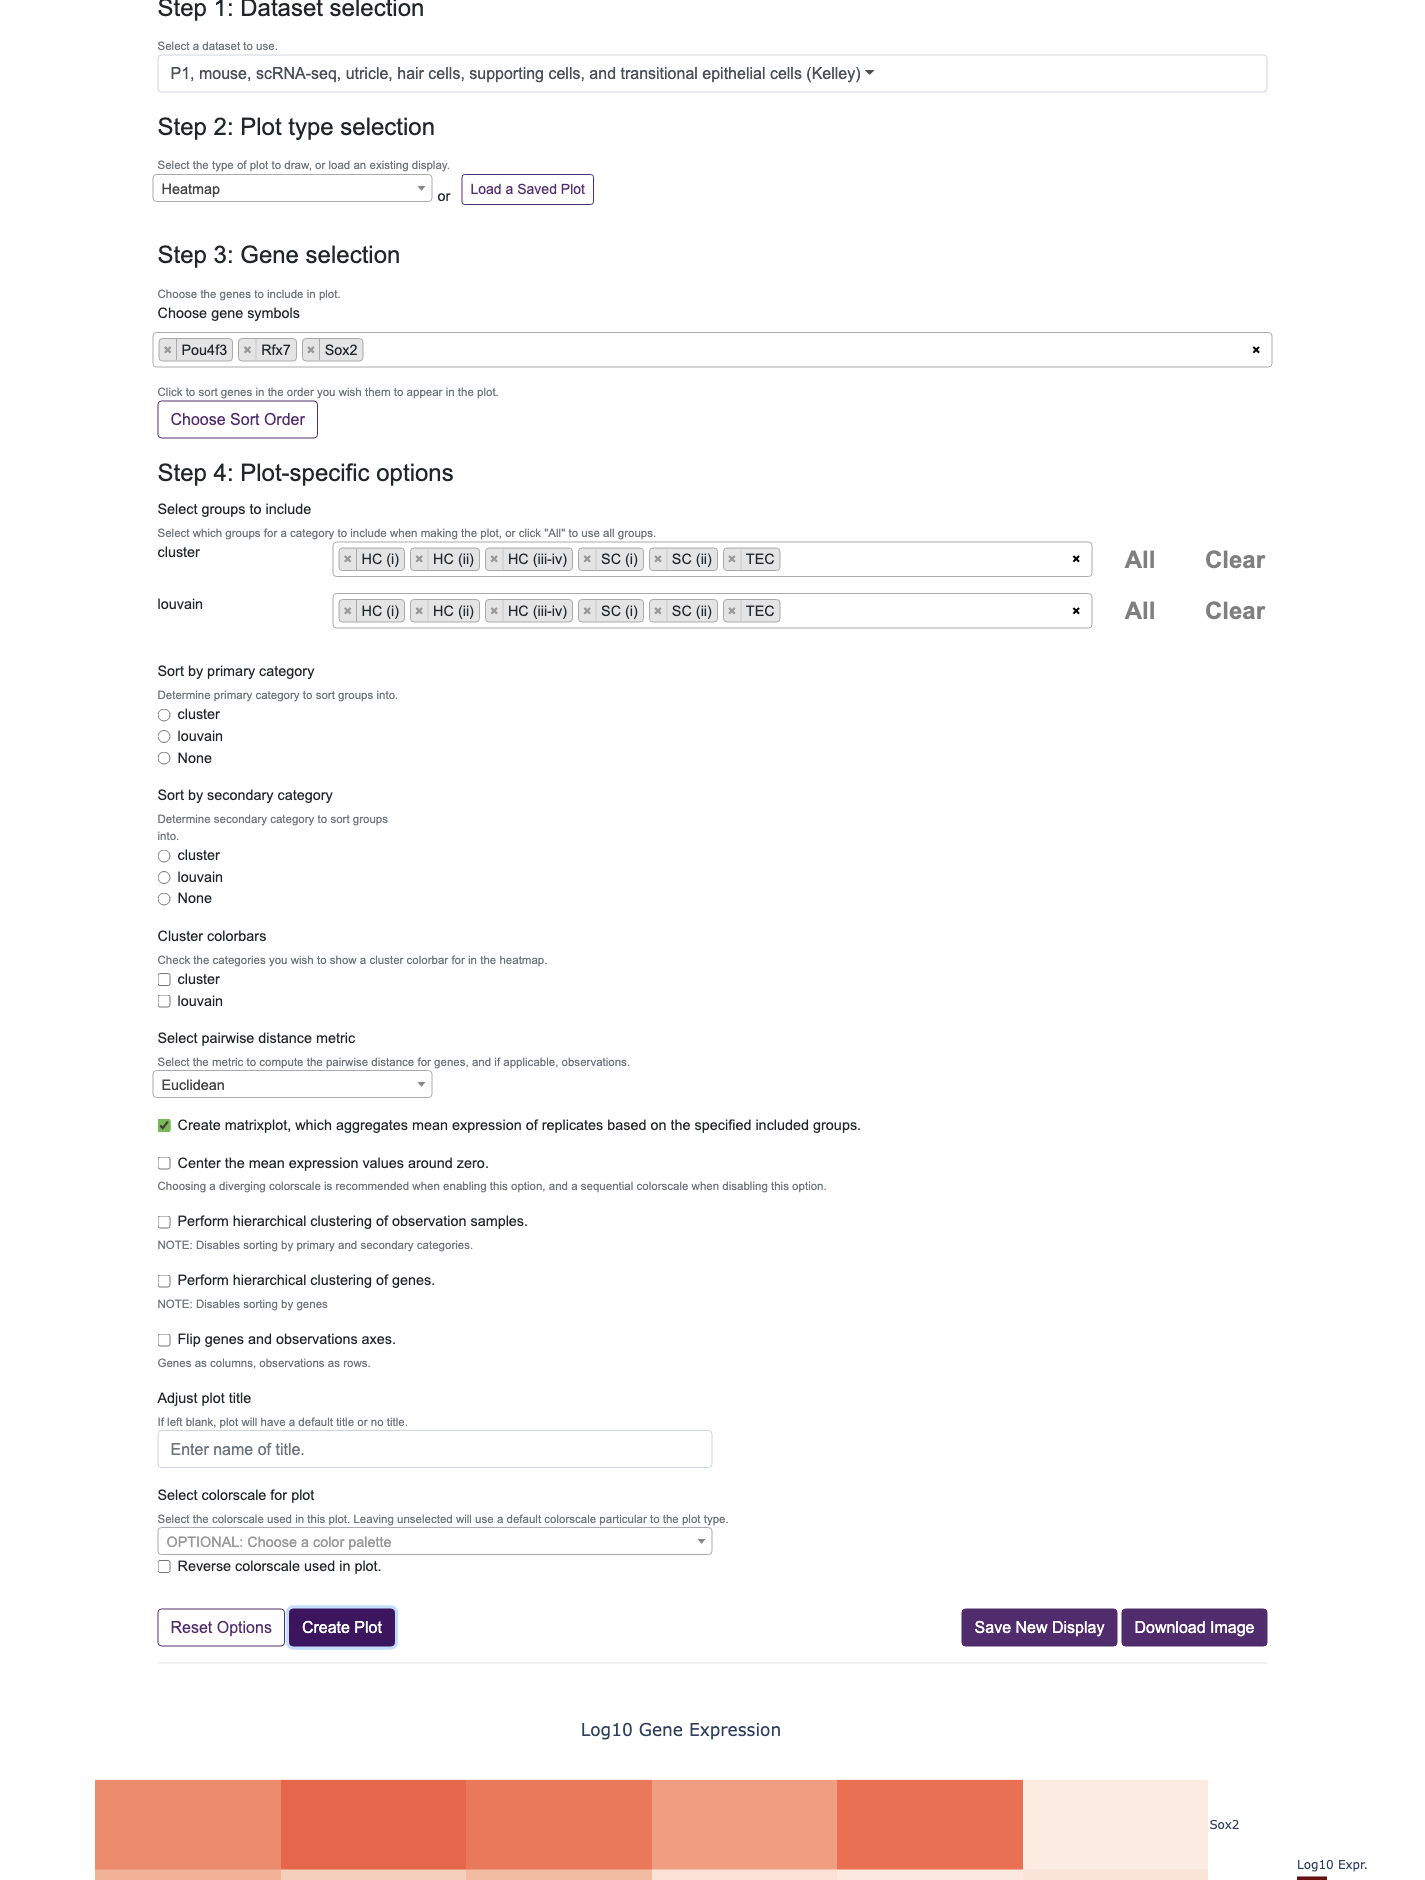 Step 1: Dataset selection
Select a dataset to use.
P1, mouse, scRNA-seq, utricle, hair cells, supporting cells, and transitional epithelial cells (Kelley)
Step 2: Plot type selection
Select the type of plot to draw, or load an existing display.
Heatmap or Load a Saved Plot
Step 3: Gene selection
Choose the genes to include in plot.
Choose gene symbols
× Pou4f3 × Rfx7 × Sox2 ×
Click to sort genes in the order you wish them to appear in the plot.
Choose Sort Order
Step 4: Plot-specific options
Select groups to include
Select which groups for a category to include when making the plot, or click "All" to use all groups.
cluster × HC (i) × HC (ii) × HC (iii-iv) × SC (i) × SC (ii) × TEC × All Clear
louvain × HC (i) × HC (ii) × HC (iii-iv) × SC (i) × SC (ii) × TEC × All Clear
Sort by primary category
Determine primary category to sort groups into.
cluster
louvain
None
Sort by secondary category
Determine secondary category to sort groups
into.
cluster
louvain
None
Cluster colorbars
Check the categories you wish to show a cluster colorbar for in the heatmap.
cluster
louvain
Select pairwise distance metric
Select the metric to compute the pairwise distance for genes, and if applicable, observations.
Euclidean
Create matrixplot, which aggregates mean expression of replicates based on the specified included groups.
Center the mean expression values around zero.
Choosing a diverging colorscale is recommended when enabling this option, and a sequential colorscale when disabling this option.
Perform hierarchical clustering of observation samples.
NOTE: Disables sorting by primary and secondary categories.
Perform hierarchical clustering of genes.
NOTE: Disables sorting by genes
Flip genes and observations axes.
Genes as columns, observations as rows.
Adjust plot title
If left blank, plot will have a default title or no title.
Enter name of title.
Select colorscale for plot
Select the colorscale used in this plot. Leaving unselected will use a default colorscale particular to the plot type.
OPTIONAL: Choose a color palette
Reverse colorscale used in plot.
Reset Options Create Plot Save New Display Download Image
Log10 Gene Expression
Sox2
Log10 Expr.